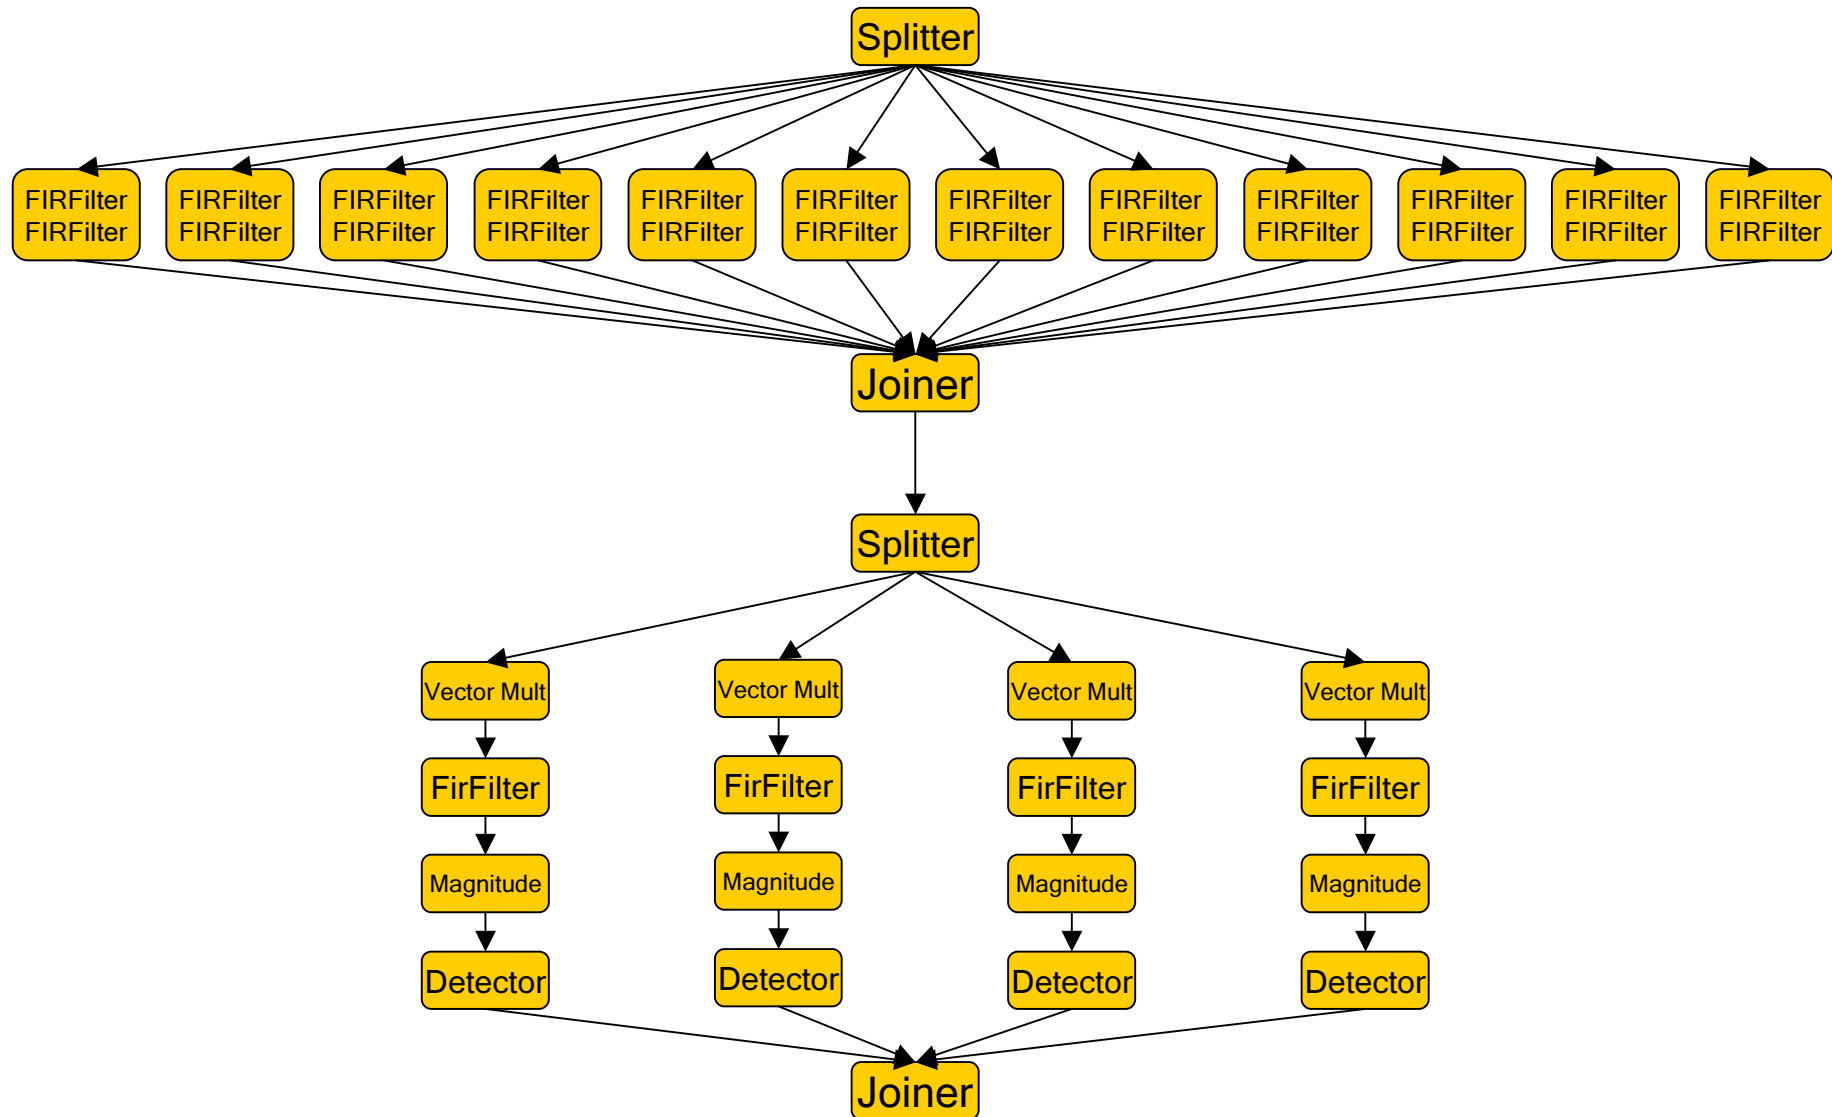 Splitter
FIRFilter FIRFilter FIRFilter FIRFilter FIRFilter FIRFilter FIRFilter FIRFilter FIRFilter FIRFilter FIRFilter FIRFilter
FIRFilter FIRFilter FIRFilter FIRFilter FIRFilter FIRFilter FIRFilter FIRFilter FIRFilter FIRFilter FIRFilter FIRFilter
Joiner
Splitter
Vector Mult Vector Mult Vector Mult Vector Mult
FirFilter FirFilter FirFilter FirFilter
Magnitude Magnitude Magnitude Magnitude
Detector Detector Detector Detector
Joiner